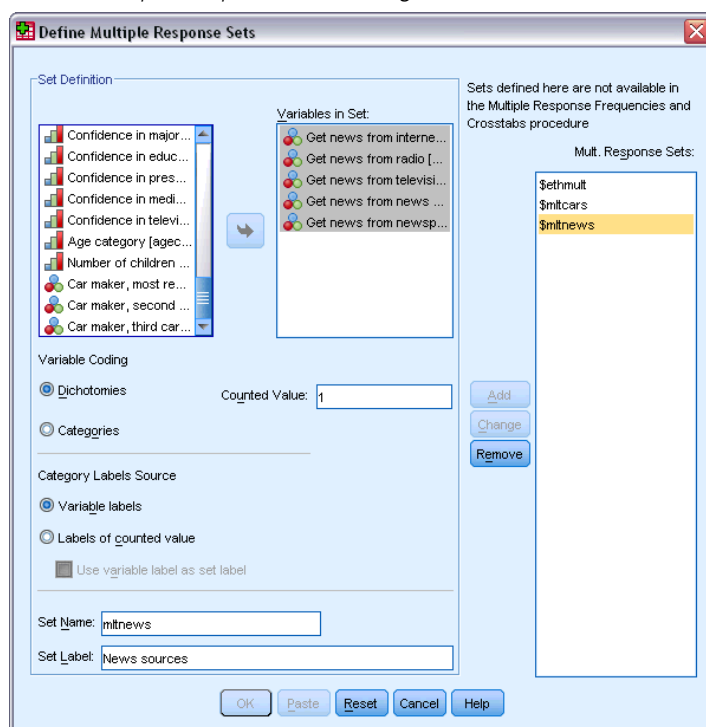 Define Multiple Response Sets
Set Definition
Confidence in major...
Confidence in educ...
Confidence in pres...
Confidence in medi...
Confidence in televi...
Age category [agec...
Number of children ...
Car maker, most re...
Car maker, second ...
Car maker, third car...
Variables in Set:
Get news from interne...
Get news from radio [...
Get news from televisi...
Get news from news ...
Get news from newsp...
Sets defined here are not available in
the Multiple Response Frequencies and
Crosstabs procedure
Mult. Response Sets:
$ethmult
$mltcars
$mltnews
Variable Coding
Dichotomies
Counted Value: 1
Categories
Add
Change
Remove
Category Labels Source
Variable labels
Labels of counted value
Use variable label as set label
Set Name: mltnews
Set Label: News sources
OK Paste Reset Cancel Help